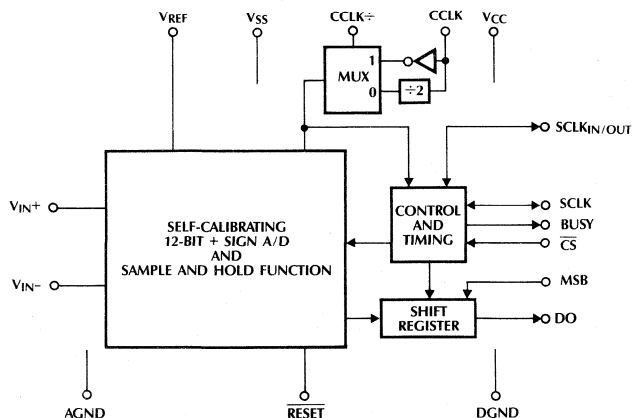 VREF
VSS
CCLK÷
CCLK
VCC
MUX
1
0
÷2
SCLKIN/OUT
VIN+
SELF-CALIBRATING
12-BIT + SIGN A/D
AND
SAMPLE AND HOLD FUNCTION
CONTROL
AND
TIMING
SCLK
BUSY
CS
VIN−
MSB
SHIFT
REGISTER
DO
AGND
RESET
DGND